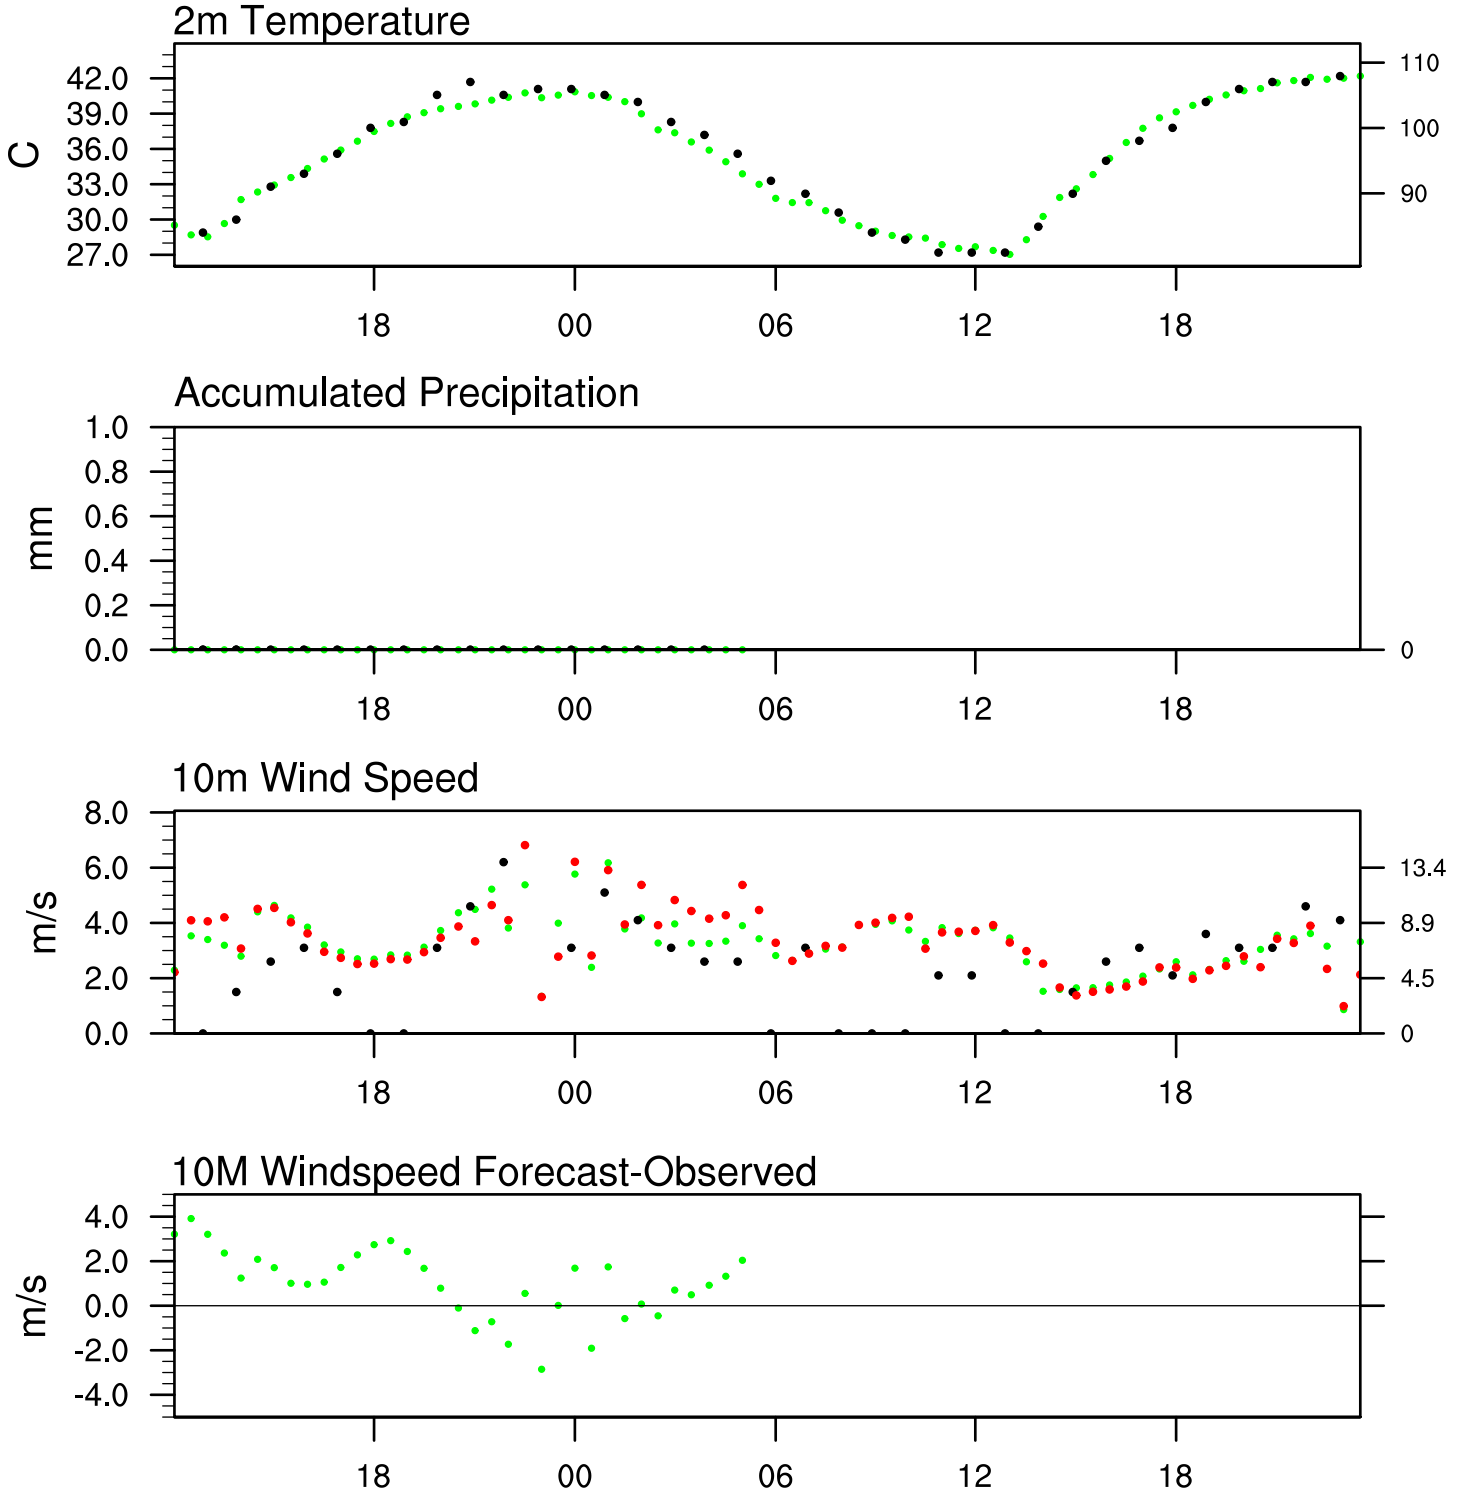 2m Temperature
42.0
39.0
36.0
33.0
30.0
27.0
C
110
100
90
18 00 06 12 18
Accumulated Precipitation
1.0
0.8
0.6
0.4
0.2
0.0
mm
0
18 00 06 12 18
10m Wind Speed
8.0
6.0
4.0
2.0
0.0
m/s
13.4
8.9
4.5
0
18 00 06 12 18
10M Windspeed Forecast-Observed
4.0
2.0
0.0
-2.0
-4.0
m/s
18 00 06 12 18